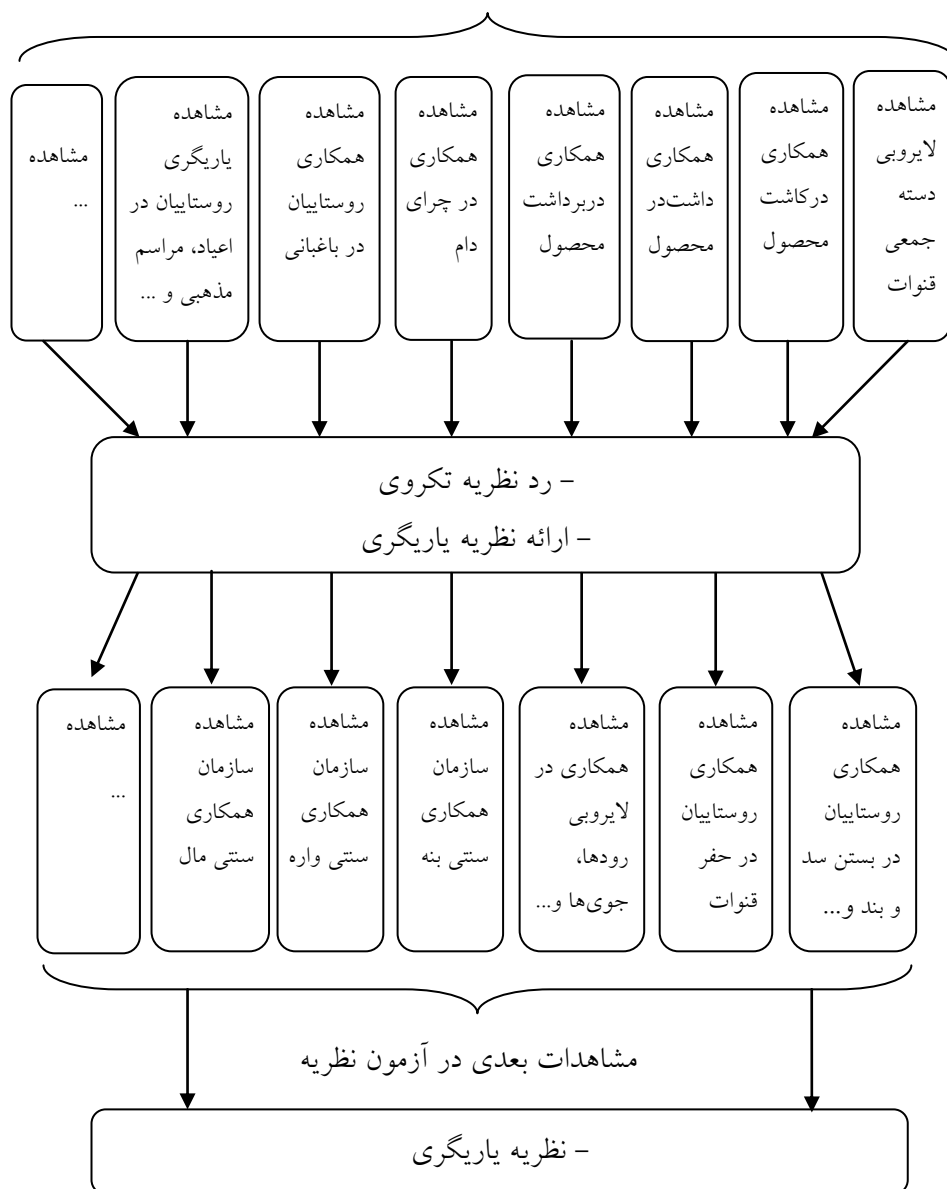 مشاهده
لایروبی
دسته
جمعی
قنوات
مشاهده
همکاری
درکاشت
محصول
مشاهده
همکاری
داشت‌در
محصول
مشاهده
همکاری
دربرداشت
محصول
مشاهده
همکاری
در چرای
دام
مشاهده
همکاری
روستاییان
در باغبانی
مشاهده
یاریگری
روستاییان در
اعیاد، مراسم
مذهبی و ...
مشاهده
...
- رد نظریه تکروی
- ارائه نظریه یاریگری
مشاهده
همکاری
روستاییان
در بستن سد
و بند و...
مشاهده
همکاری
روستاییان
در حفر
قنوات
مشاهده
همکاری در
لایروبی
رودها،
جوی‌ها و...
مشاهده
سازمان
همکاری
سنتی بنه
مشاهده
سازمان
همکاری
سنتی واره
مشاهده
سازمان
همکاری
سنتی مال
مشاهده
...
مشاهدات بعدی در آزمون نظریه
- نظریه یاریگری